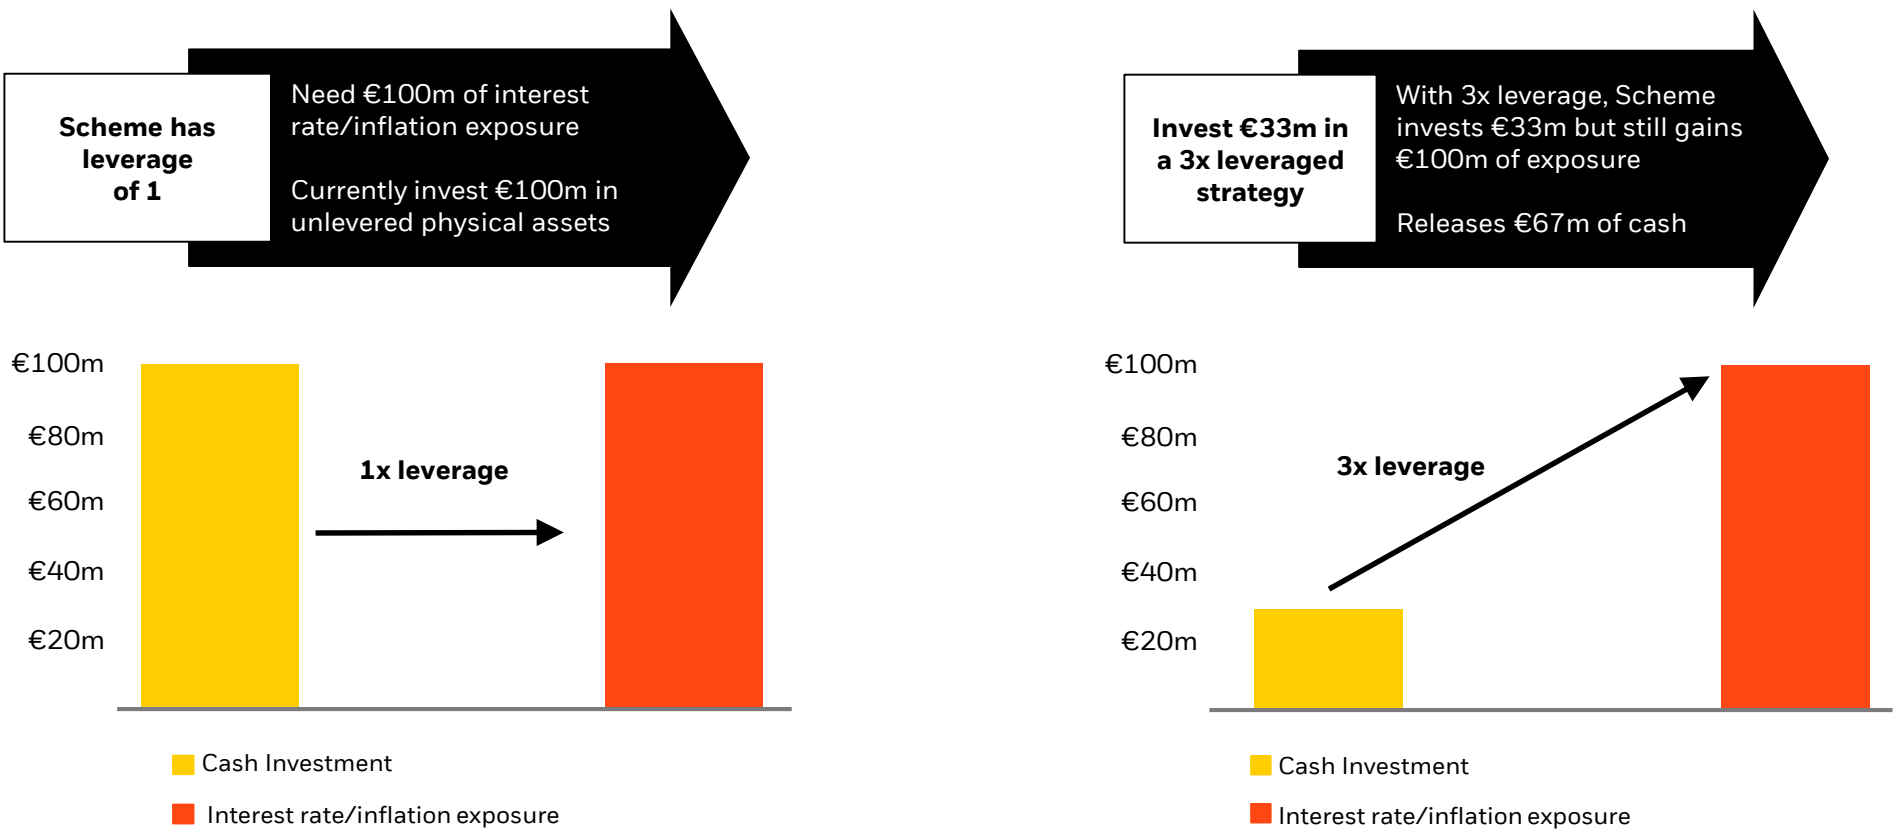 Scheme has
leverage
of 1
Need €100m of interest
rate/inflation exposure
Currently invest €100m in
unlevered physical assets
€100m
€80m
€60m
€40m
€20m
1x leverage
Cash Investment
Interest rate/inflation exposure
Invest €33m in
a 3x leveraged
strategy
With 3x leverage, Scheme
invests €33m but still gains
€100m of exposure
Releases €67m of cash
€100m
€80m
€60m
€40m
€20m
3x leverage
Cash Investment
Interest rate/inflation exposure